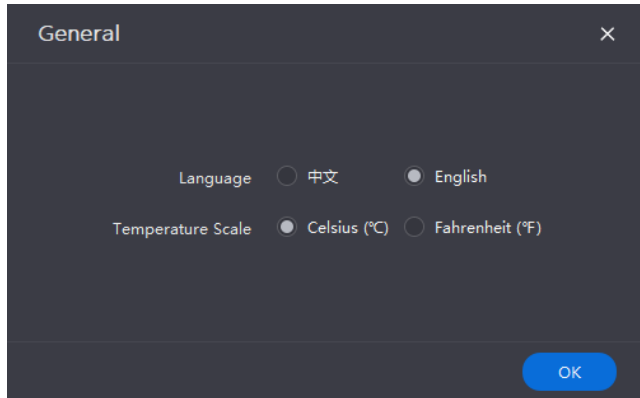 General
Language 中文 English
Temperature Scale Celsius (℃) Fahrenheit (℉)
OK